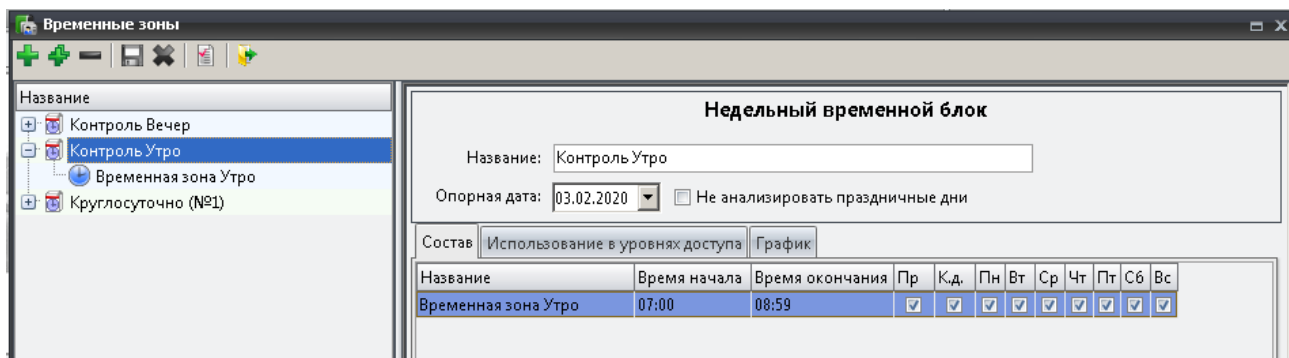 Временные зоны
Название
Контроль Вечер
Контроль Утро
Временная зона Утро
Круглосуточно (№1)
Недельный временной блок
Название: Контроль Утро
Опорная дата: 03.02.2020 Не анализировать праздничные дни
Состав Использование в уровнях доступа График
Название Время начала Время окончания Пр К.д. Пн Вт Ср Чт Пт Сб Вс
Временная зона Утро 07:00 08:59